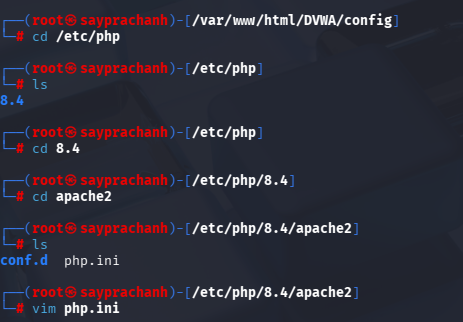 ┌──(root㉿sayprachanh)-[/var/www/html/DVWA/config]
└─# cd /etc/php
┌──(root㉿sayprachanh)-[/etc/php]
└─# ls
8.4
┌──(root㉿sayprachanh)-[/etc/php]
└─# cd 8.4
┌──(root㉿sayprachanh)-[/etc/php/8.4]
└─# cd apache2
┌──(root㉿sayprachanh)-[/etc/php/8.4/apache2]
└─# ls
conf.d  php.ini
┌──(root㉿sayprachanh)-[/etc/php/8.4/apache2]
└─# vim php.ini